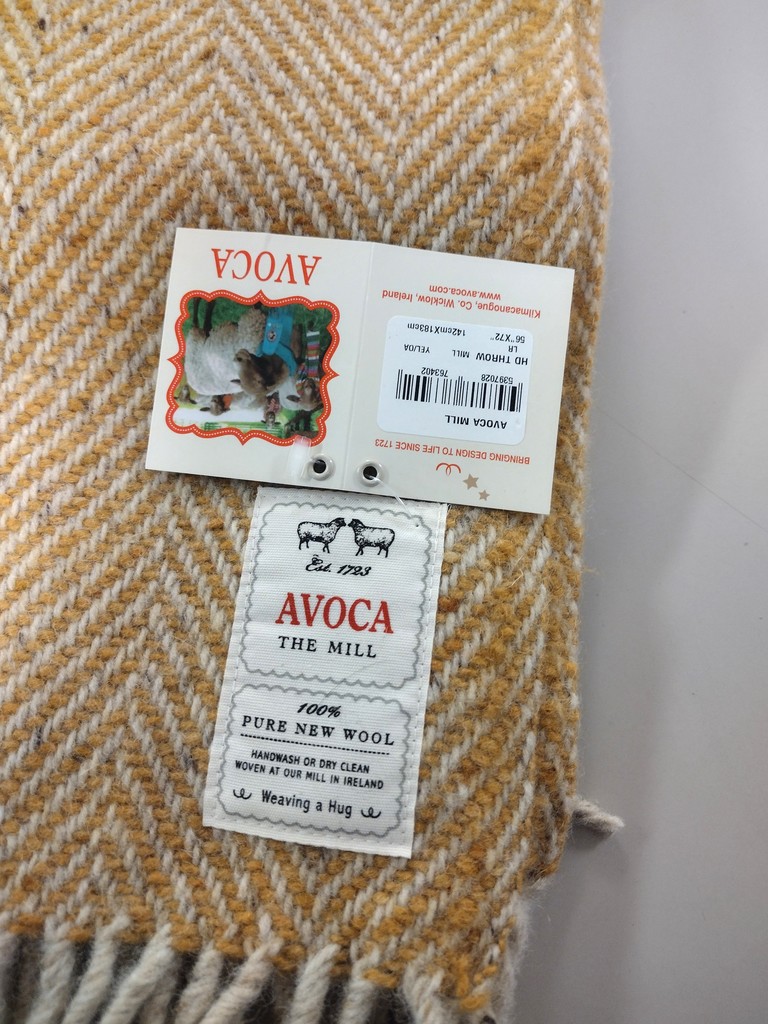 AVOCA
BRINGING DESIGN TO LIFE SINCE 1723
AVOCA MILL
5397028 763402
HD THROW MILL YEL/OA
LR
56"X72" 142cmX183cm
Kilmacanogue, Co. Wicklow, Ireland
www.avoca.com
Est. 1723
AVOCA
THE MILL
100%
PURE NEW WOOL
HANDWASH OR DRY CLEAN
WOVEN AT OUR MILL IN IRELAND
Weaving a Hug